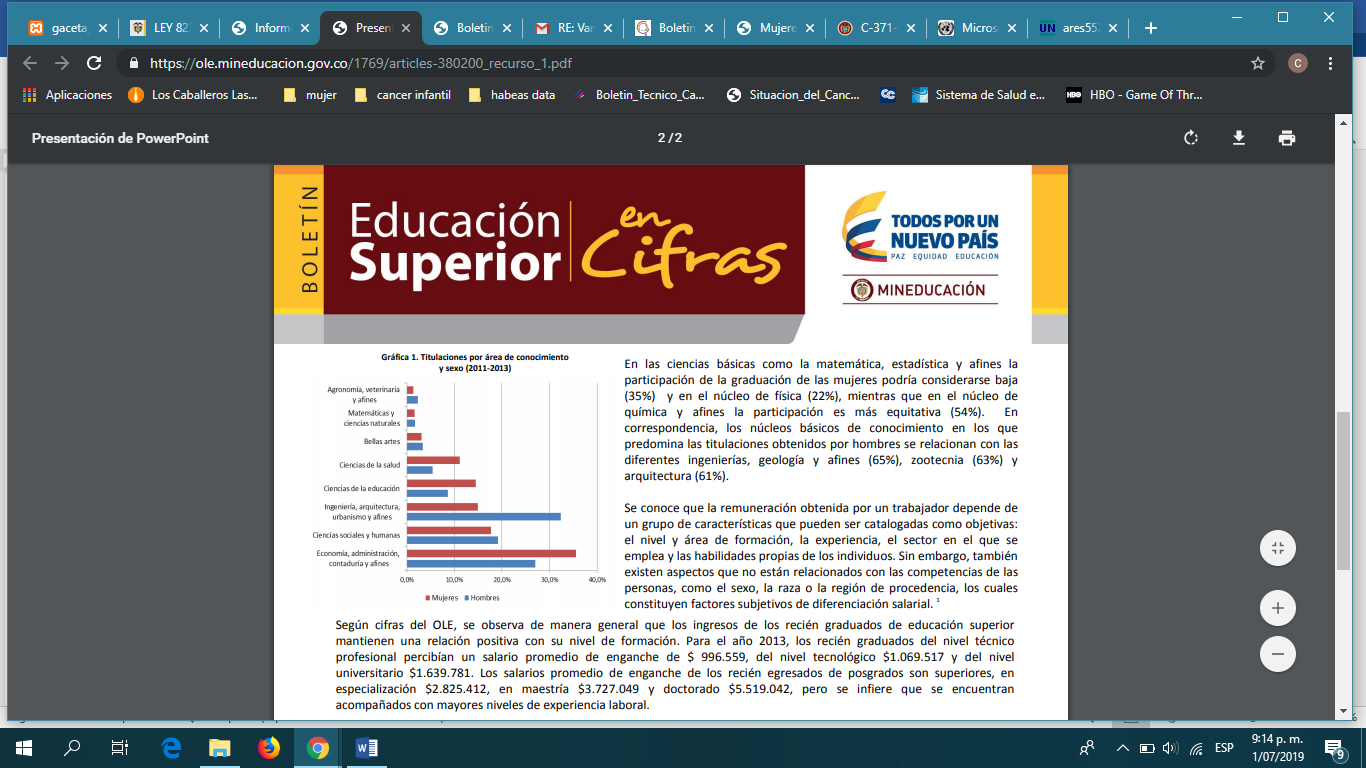 gaceta_
LEY 82
Inform
Presen
Boletin
RE: Var
Boletin
Mujere
C-371-
Micros
UN
ares55
https://ole.mineducacion.gov.co/1769/articles-380200_recurso_1.pdf
C
Aplicaciones
Los Caballeros Las...
mujer
cancer infantil
habeas data
Boletin_Tecnico_Ca...
Situacion_del_Canc...
Sistema de Salud e...
HBO
HBO - Game Of Thr...
Presentación de PowerPoint
2 / 2
BOLETÍN
Educación
Superior
en
Cifras
TODOS POR UN
NUEVO PAÍS
PAZ EQUIDAD EDUCACIÓN
MINEDUCACIÓN
Gráfica 1. Titulaciones por área de conocimiento
y sexo (2011-2013)
Agronomía, veterinaria
y afines
Matemáticas y
ciencias naturales
Bellas artes
Ciencias de la salud
Ciencias de la educación
Ingeniería, arquitectura,
urbanismo y afines
Ciencias sociales y humanas
Economía, administración,
contaduría y afines
0,0% 10,0% 20,0% 30,0% 40,0%
Mujeres Hombres
En las ciencias básicas como la matemática, estadística y afines la
participación de la graduación de las mujeres podría considerarse baja
(35%) y en el núcleo de física (22%), mientras que en el núcleo de
química y afines la participación es más equitativa (54%). En
correspondencia, los núcleos básicos de conocimiento en los que
predomina las titulaciones obtenidos por hombres se relacionan con las
diferentes ingenierías, geología y afines (65%), zootecnia (63%) y
arquitectura (61%).
Se conoce que la remuneración obtenida por un trabajador depende de
un grupo de características que pueden ser catalogadas como objetivas:
el nivel y área de formación, la experiencia, el sector en el que se
emplea y las habilidades propias de los individuos. Sin embargo, también
existen aspectos que no están relacionados con las competencias de las
personas, como el sexo, la raza o la región de procedencia, los cuales
constituyen factores subjetivos de diferenciación salarial. 1
Según cifras del OLE, se observa de manera general que los ingresos de los recién graduados de educación superior
mantienen una relación positiva con su nivel de formación. Para el año 2013, los recién graduados del nivel técnico
profesional percibían un salario promedio de enganche de $ 996.559, del nivel tecnológico $1.069.517 y del nivel
universitario $1.639.781. Los salarios promedio de enganche de los recién egresados de posgrados son superiores, en
especialización $2.825.412, en maestría $3.727.049 y doctorado $5.519.042, pero se infiere que se encuentran
acompañados con mayores niveles de experiencia laboral.
ESP
9:14 p. m.
1/07/2019
9